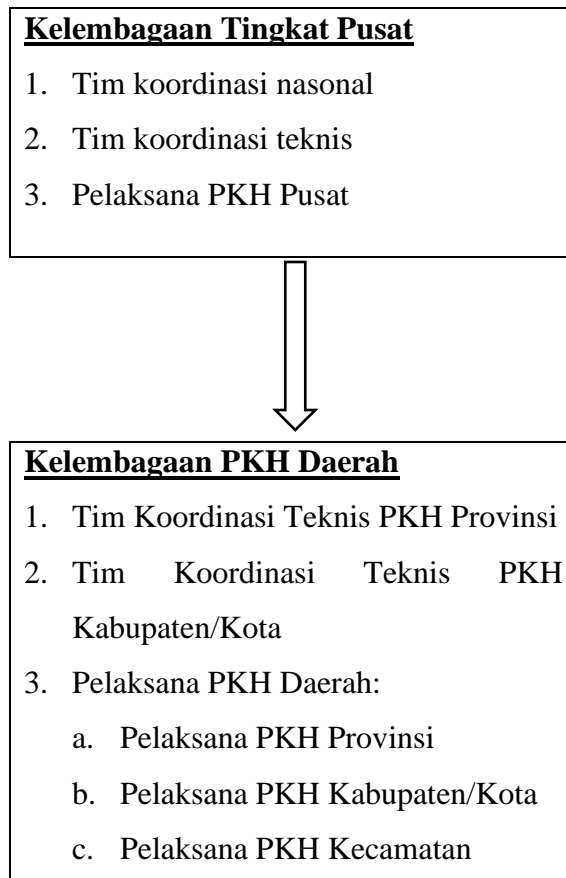 Kelembagaan Tingkat Pusat
1. Tim koordinasi nasonal
2. Tim koordinasi teknis
3. Pelaksana PKH Pusat
Kelembagaan PKH Daerah
1. Tim Koordinasi Teknis PKH Provinsi
2. Tim Koordinasi Teknis PKH
Kabupaten/Kota
3. Pelaksana PKH Daerah:
a. Pelaksana PKH Provinsi
b. Pelaksana PKH Kabupaten/Kota
c. Pelaksana PKH Kecamatan